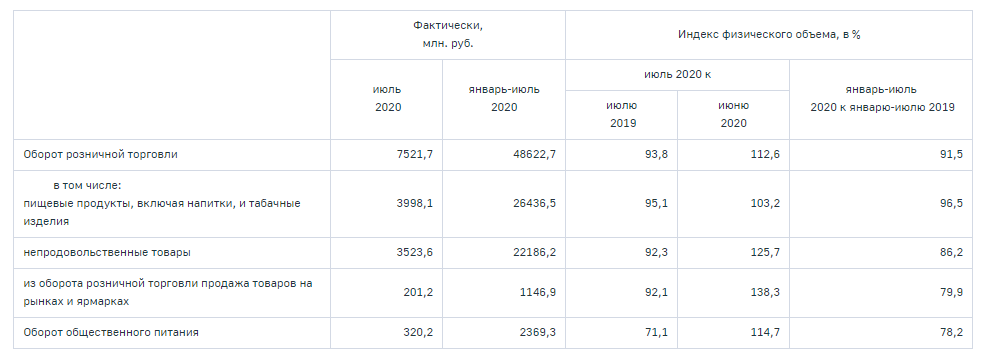 Фактически,
млн. руб.
Индекс физического объема, в %
июль
2020
январь-июль
2020
июль 2020 к
январь-июль
2020 к январю-июлю 2019
июлю
2019
июню
2020
Оборот розничной торговли 7521,7 48622,7 93,8 112,6 91,5
в том числе:
пищевые продукты, включая напитки, и табачные
изделия 3998,1 26436,5 95,1 103,2 96,5
непродовольственные товары 3523,6 22186,2 92,3 125,7 86,2
из оборота розничной торговли продажа товаров на
рынках и ярмарках 201,2 1146,9 92,1 138,3 79,9
Оборот общественного питания 320,2 2369,3 71,1 114,7 78,2